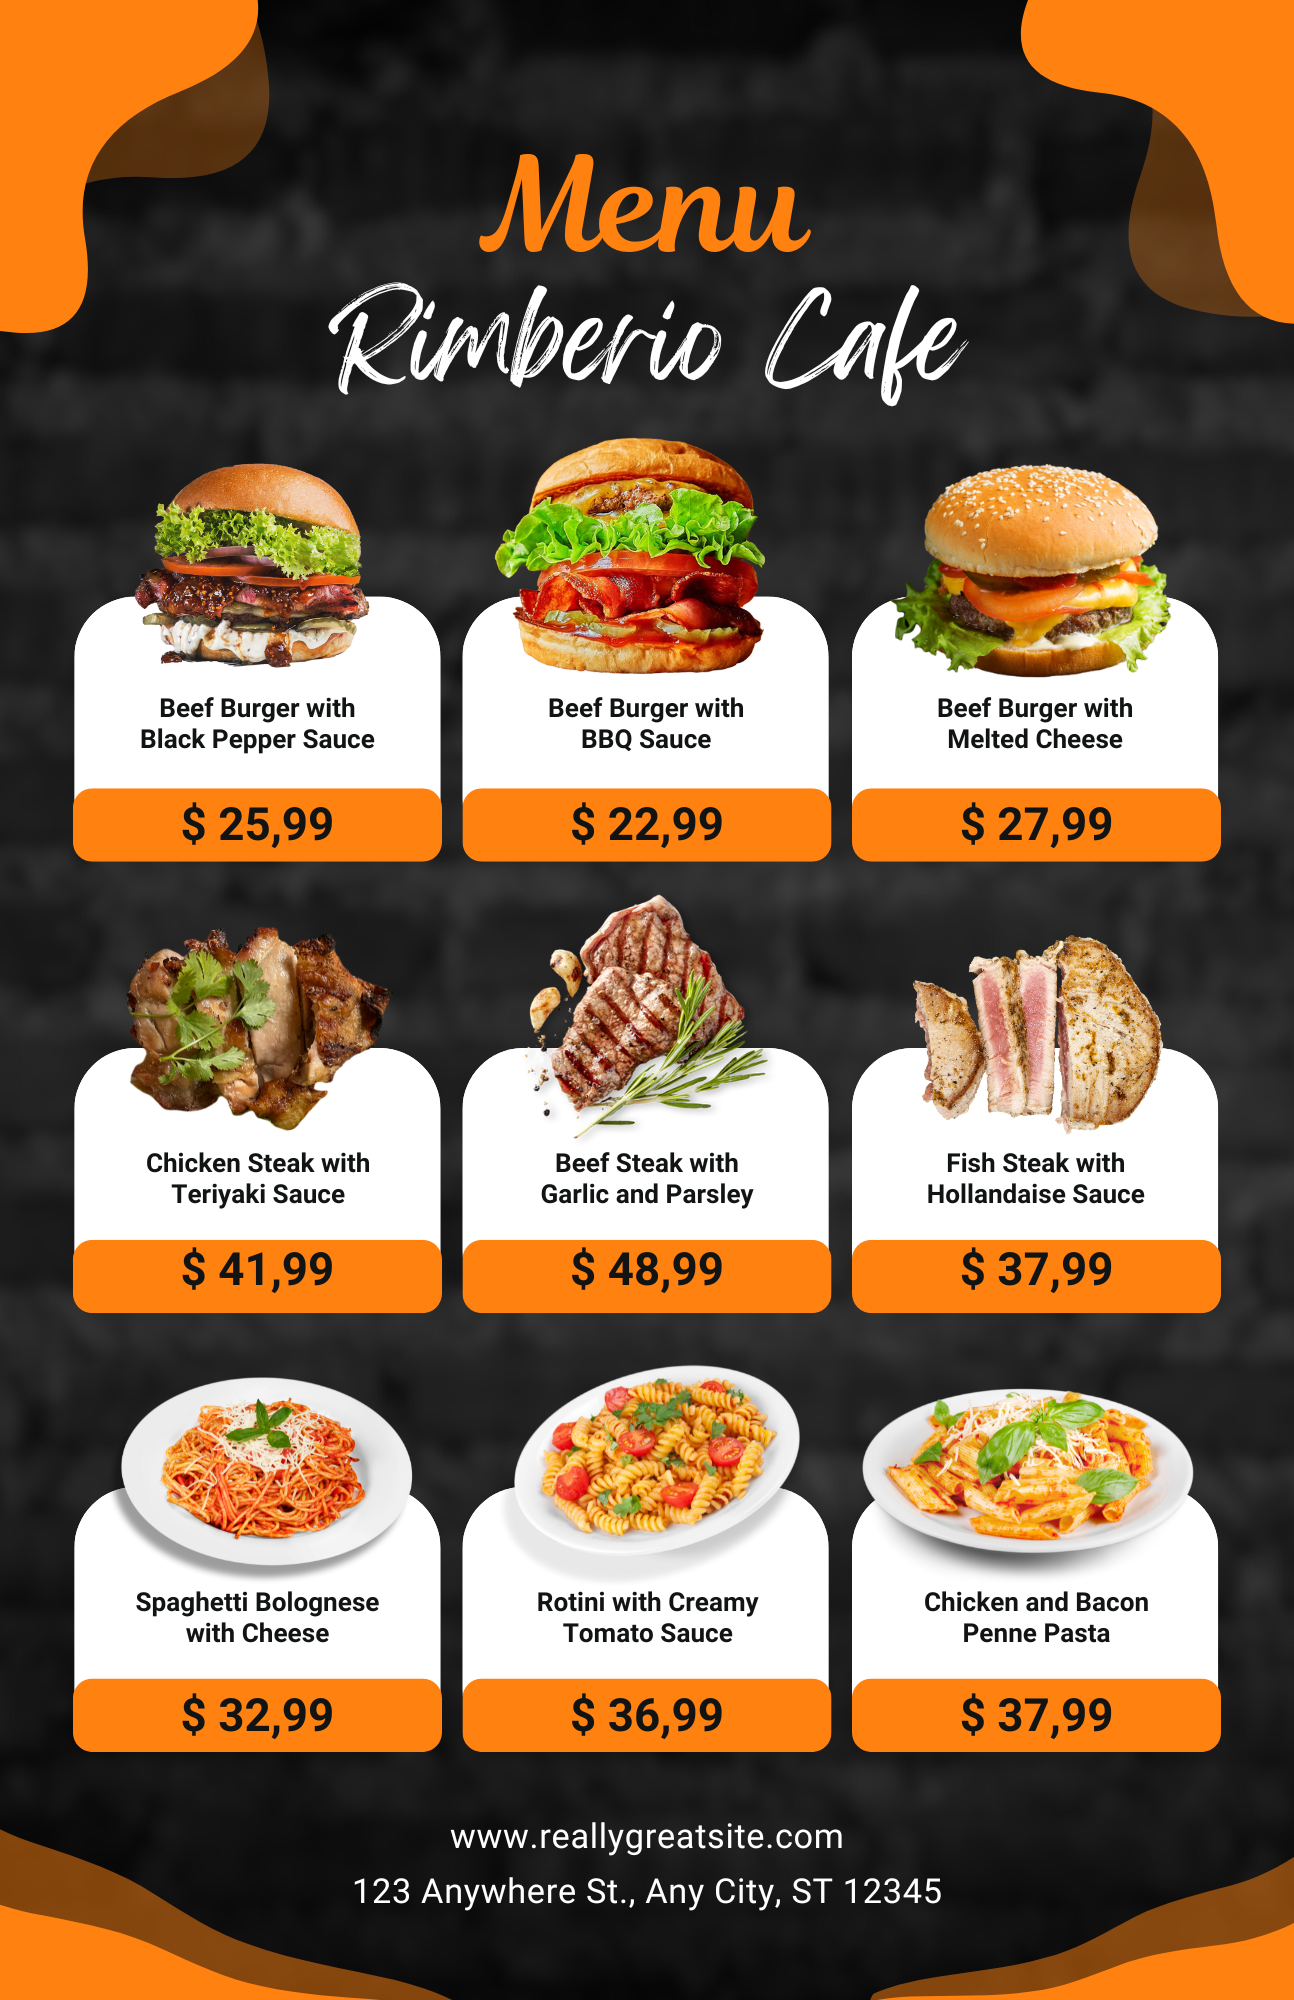 Menu
Rimberio Cafe
Beef Burger with
Black Pepper Sauce
$ 25,99
Beef Burger with
BBQ Sauce
$ 22,99
Beef Burger with
Melted Cheese
$ 27,99
Chicken Steak with
Teriyaki Sauce
$ 41,99
Beef Steak with
Garlic and Parsley
$ 48,99
Fish Steak with
Hollandaise Sauce
$ 37,99
Spaghetti Bolognese
with Cheese
$ 32,99
Rotini with Creamy
Tomato Sauce
$ 36,99
Chicken and Bacon
Penne Pasta
$ 37,99
www.reallygreatsite.com
123 Anywhere St., Any City, ST 12345